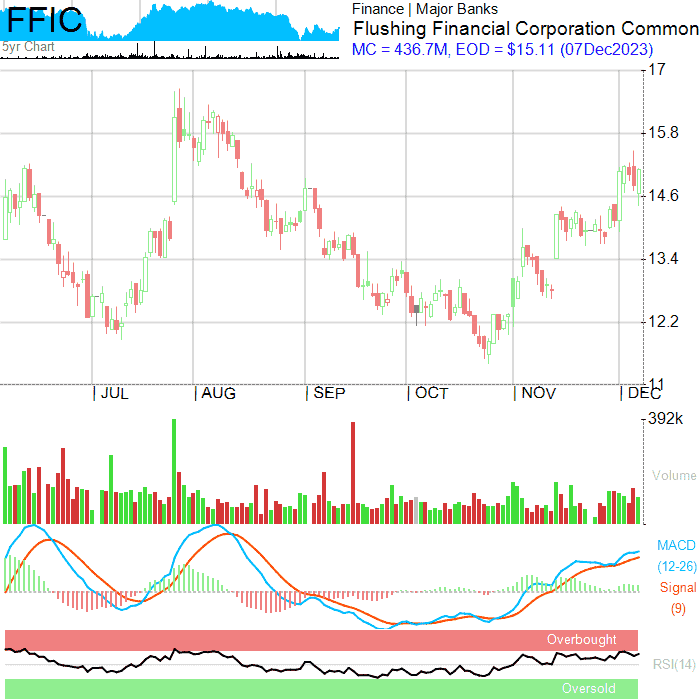 FFIC
5yr Chart
Finance | Major Banks
Flushing Financial Corporation Common
MC = 436.7M, EOD = $15.11 (07Dec2023)
17
15.8
14.6
13.4
12.2
11
| JUL | AUG | SEP | OCT | NOV | DEC
392k
Volume
MACD
(12-26)
Signal
(9)
Overbought
RSI(14)
Oversold